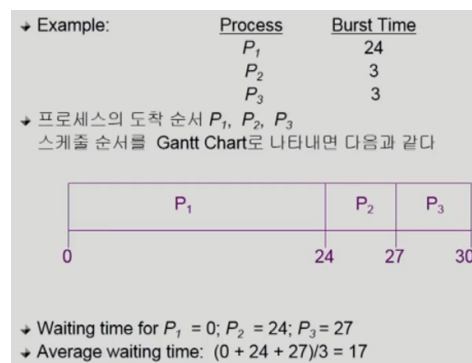 Example: Process Burst Time
P₁ 24
P₂ 3
P₃ 3
프로세스의 도착 순서 P₁, P₂, P₃
스케줄 순서를 Gantt Chart로 나타내면 다음과 같다
P₁ P₂ P₃
0 24 27 30
Waiting time for P₁ = 0; P₂ = 24; P₃ = 27
Average waiting time: (0 + 24 + 27)/3 = 17